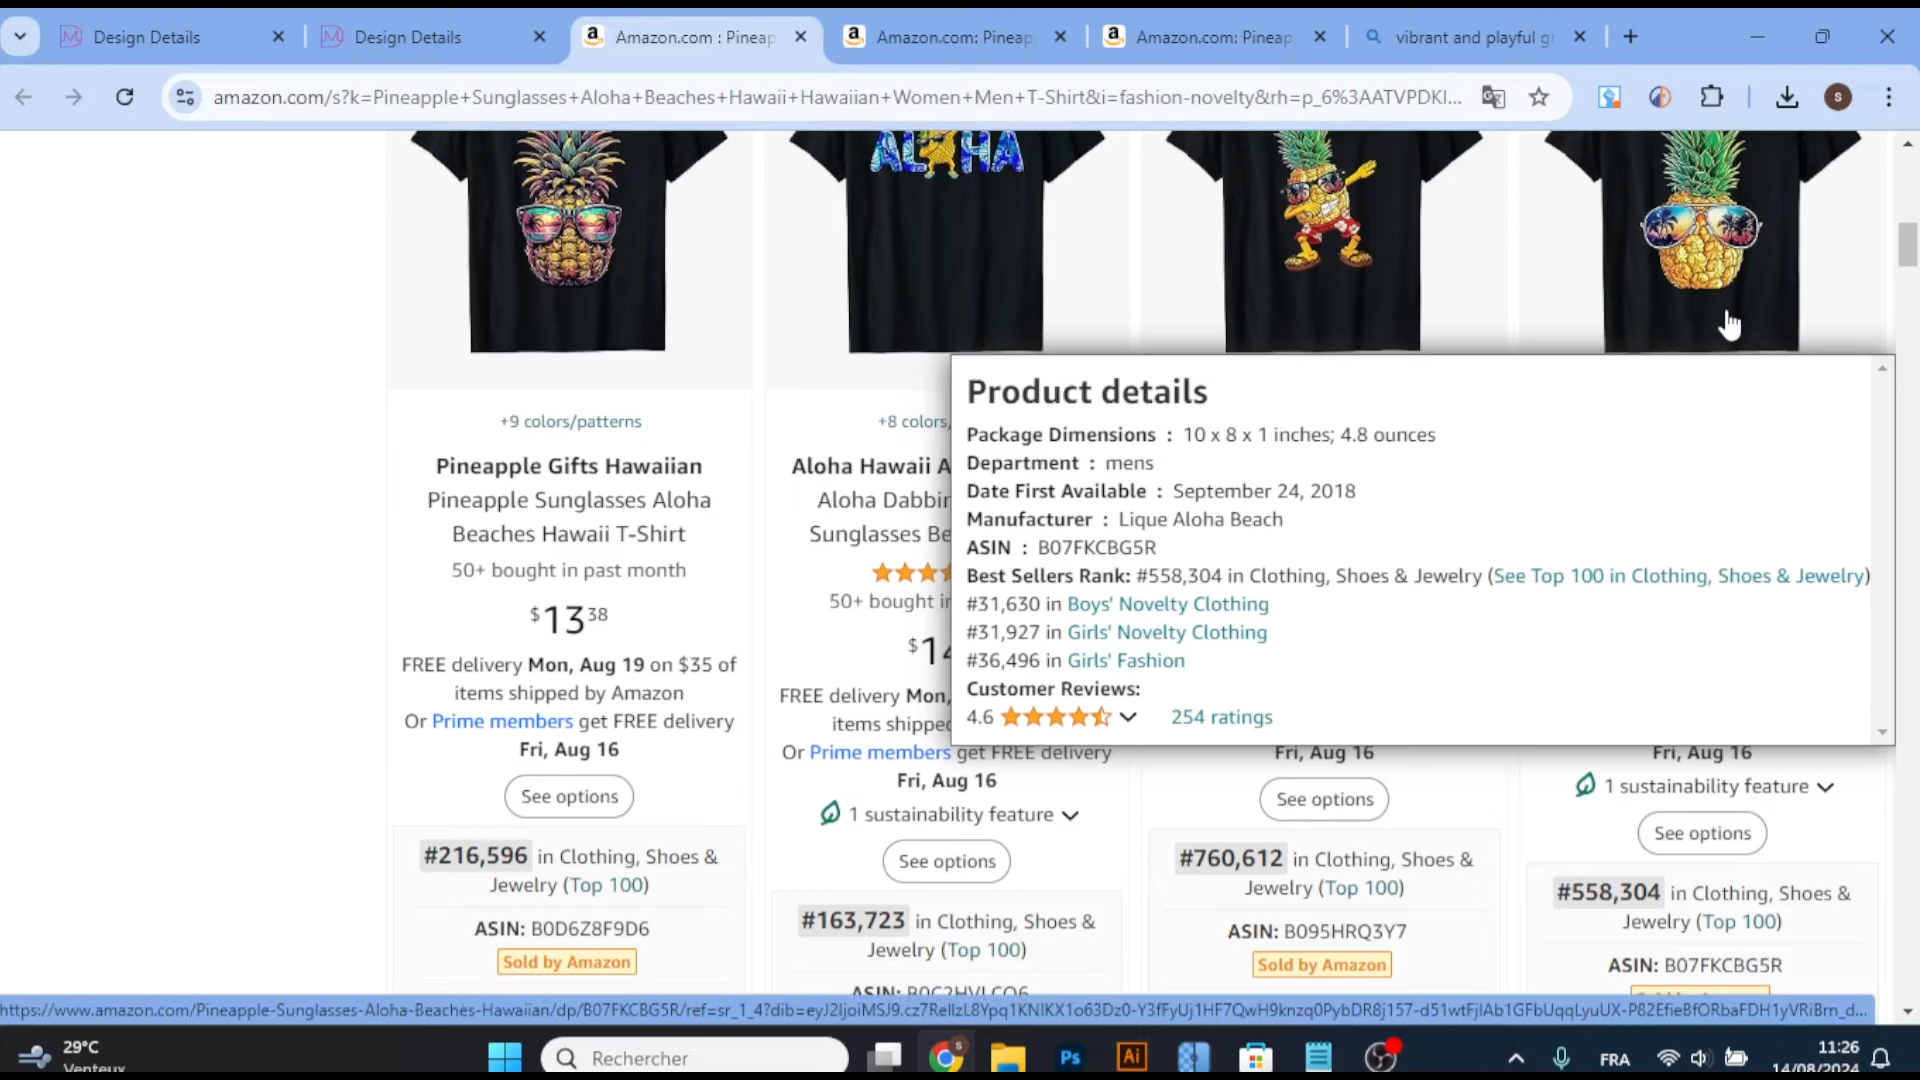 Design Details
Design Details
Amazon.com : Pineap
Amazon.com: Pineap
Amazon.com: Pineap
vibrant and playful g
amazon.com/s?k=Pineapple+Sunglasses+Aloha+Beaches+Hawaii+Hawaiian+Women+Men+T-Shirt&i=fashion-novelty&rh=p_6%3AATVPDKI...
S
ALOHA
+9 colors/patterns
Pineapple Gifts Hawaiian
Pineapple Sunglasses Aloha
Beaches Hawaii T-Shirt
50+ bought in past month
$13 38
FREE delivery Mon, Aug 19 on $35 of
items shipped by Amazon
Or Prime members get FREE delivery
Fri, Aug 16
See options
#216,596 in Clothing, Shoes &
Jewelry (Top 100)
ASIN: B0D6Z8F9D6
Sold by Amazon
+8 colors/
Aloha Hawaii A
Aloha Dabbin
Sunglasses Be
50+ bought i
$14
FREE delivery Mon,
items shipped
Or Prime members get FREE delivery
Fri, Aug 16
1 sustainability feature
See options
#163,723 in Clothing, Shoes &
Jewelry (Top 100)
ASIN: B0C2HVLCQ6
Product details
Package Dimensions : 10 x 8 x 1 inches; 4.8 ounces
Department : mens
Date First Available : September 24, 2018
Manufacturer : Lique Aloha Beach
ASIN : B07FKCBG5R
Best Sellers Rank: #558,304 in Clothing, Shoes & Jewelry (See Top 100 in Clothing, Shoes & Jewelry)
#31,630 in Boys' Novelty Clothing
#31,927 in Girls' Novelty Clothing
#36,496 in Girls' Fashion
Customer Reviews:
4.6 254 ratings
Fri, Aug 16
See options
#760,612 in Clothing, Shoes &
Jewelry (Top 100)
ASIN: B095HRQ3Y7
Sold by Amazon
Fri, Aug 16
1 sustainability feature
See options
#558,304 in Clothing, Shoes &
Jewelry (Top 100)
ASIN: B07FKCBG5R
29°C
Venteux
Rechercher
S
Ps
Ai
FRA
11:26
14/08/2024